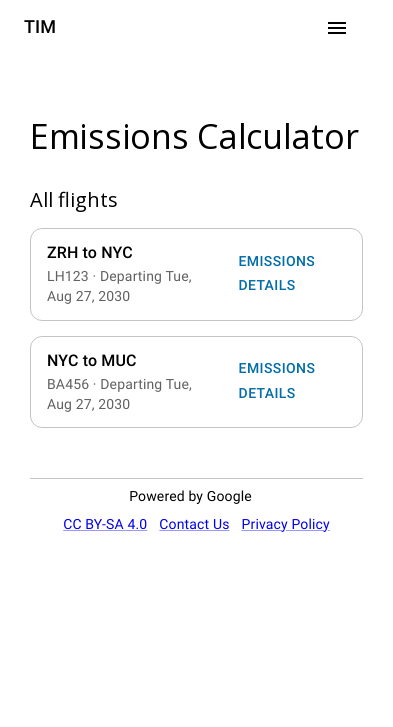 TIM
Emissions Calculator
All flights
ZRH to NYC
LH123 · Departing Tue,
Aug 27, 2030
EMISSIONS
DETAILS
NYC to MUC
BA456 · Departing Tue,
Aug 27, 2030
EMISSIONS
DETAILS
Powered by Google
CC BY-SA 4.0 Contact Us Privacy Policy